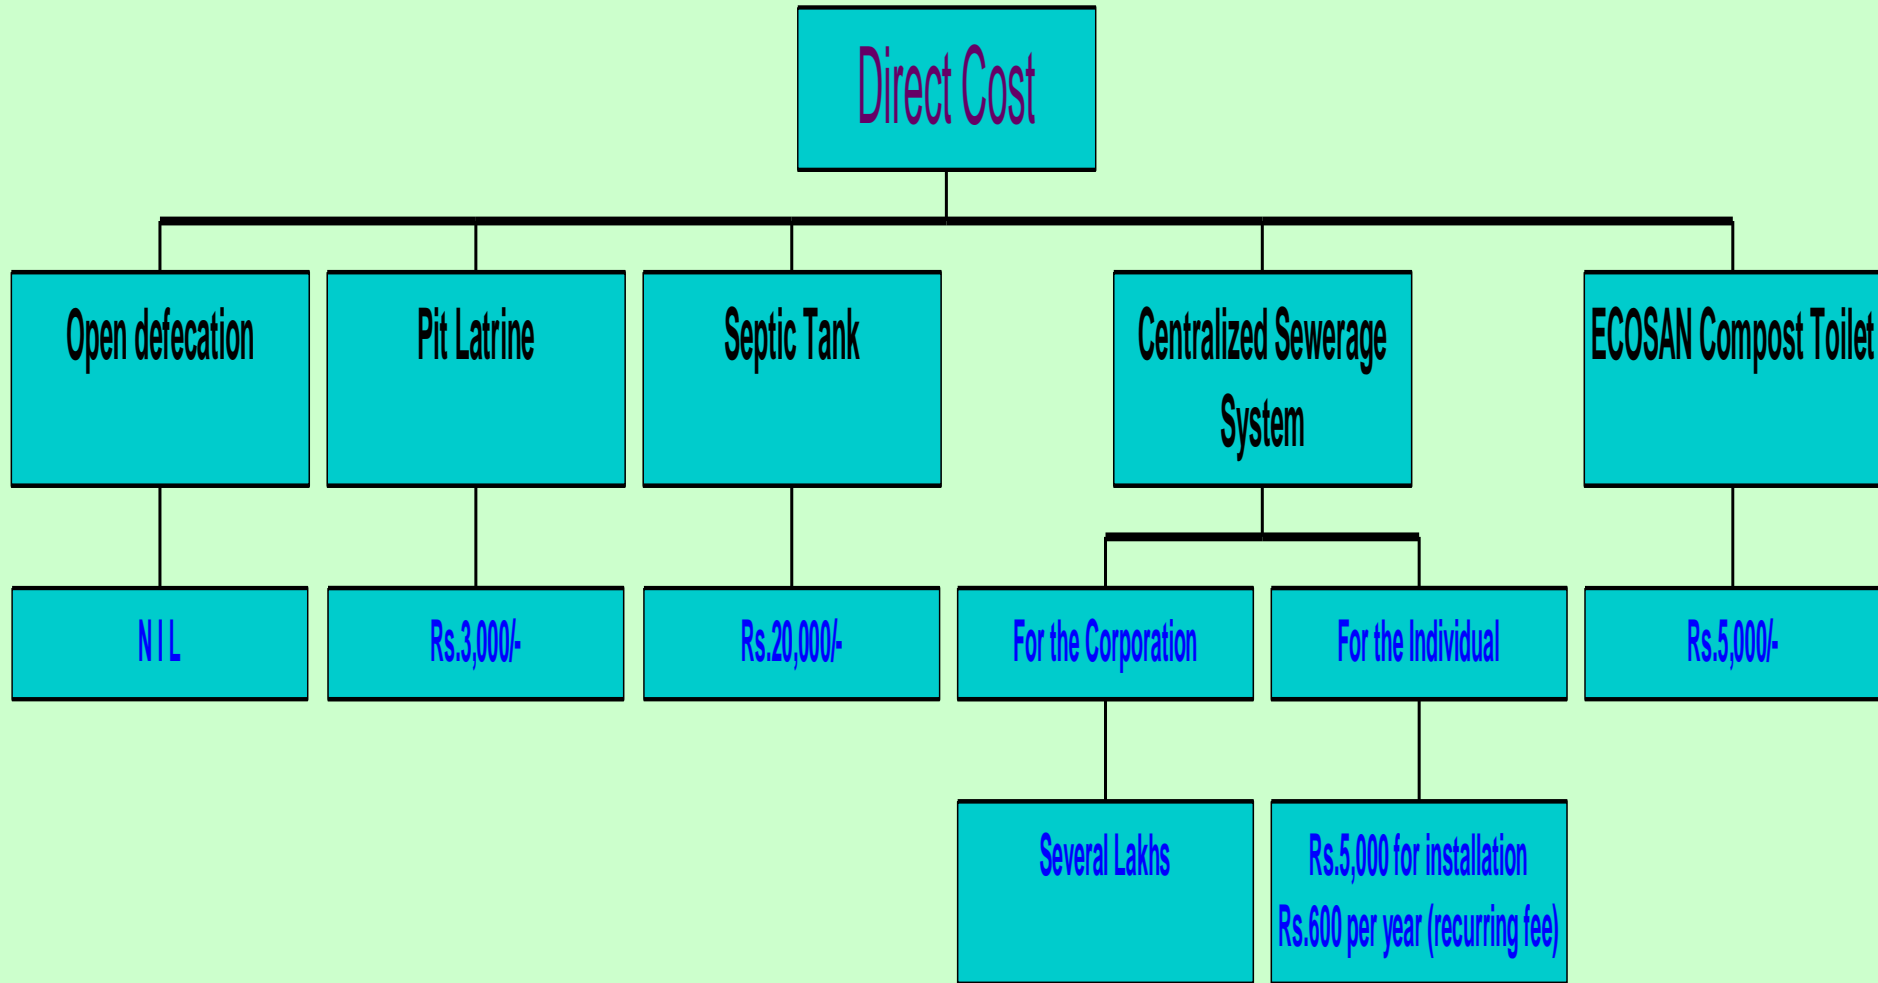 Direct Cost
Open defecation
Pit Latrine
Septic Tank
Centralized Sewerage
System
ECOSAN Compost Toilet
N I L
Rs.3,000/-
Rs.20,000/-
For the Corporation
For the Individual
Rs.5,000/-
Several Lakhs
Rs.5,000 for installation
Rs.600 per year (recurring fee)